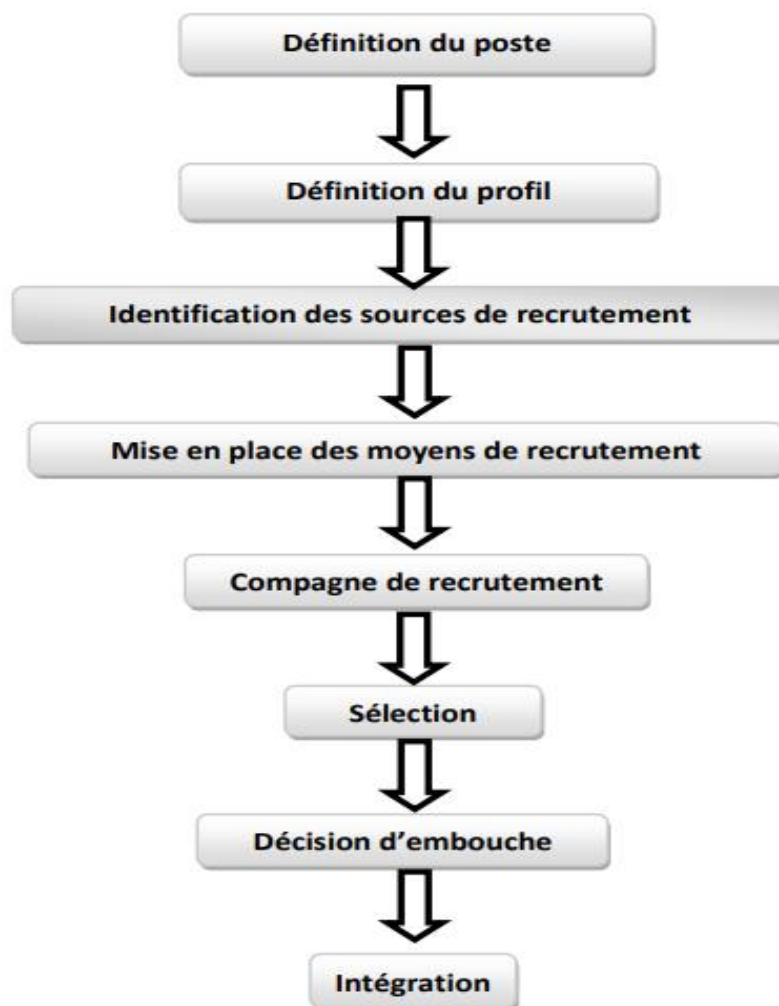 Définition du poste
Définition du profil
Identification des sources de recrutement
Mise en place des moyens de recrutement
Compagne de recrutement
Sélection
Décision d’embouche
Intégration